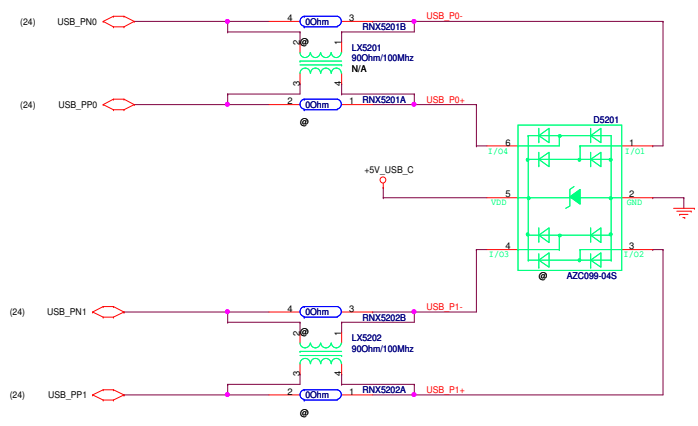 (24) USB_PN0 4 0Ohm 3 USB_P0-
RNX5201B
@
2 1 LX5201
90Ohm/100Mhz
N/A
3 4
(24) USB_PP0 2 0Ohm 1 RNX5201A USB_P0+
@
D5201
6 1
I/O4 I/O1
+5V_USB_C
5 2
VDD GND
4 3
I/O3 I/O2
@ AZC099-04S
(24) USB_PN1 4 0Ohm 3 USB_P1-
RNX5202B
@
2 1 LX5202
90Ohm/100Mhz
3 4
(24) USB_PP1 2 0Ohm 1 RNX5202A USB_P1+
@